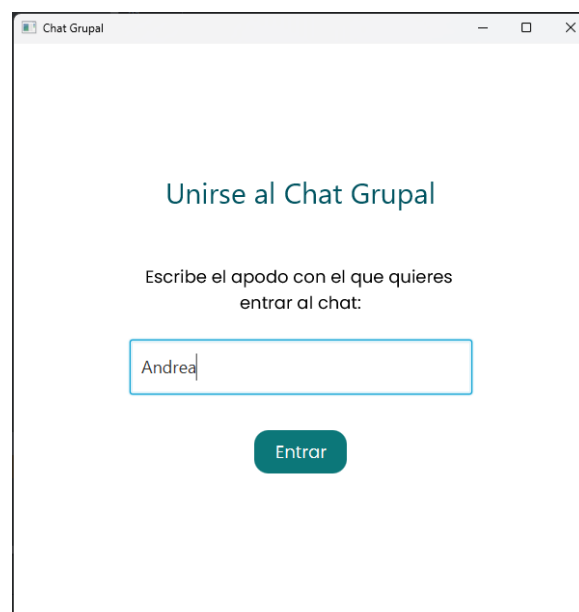 Chat Grupal
Unirse al Chat Grupal
Escribe el apodo con el que quieres
entrar al chat:
Andrea
Entrar